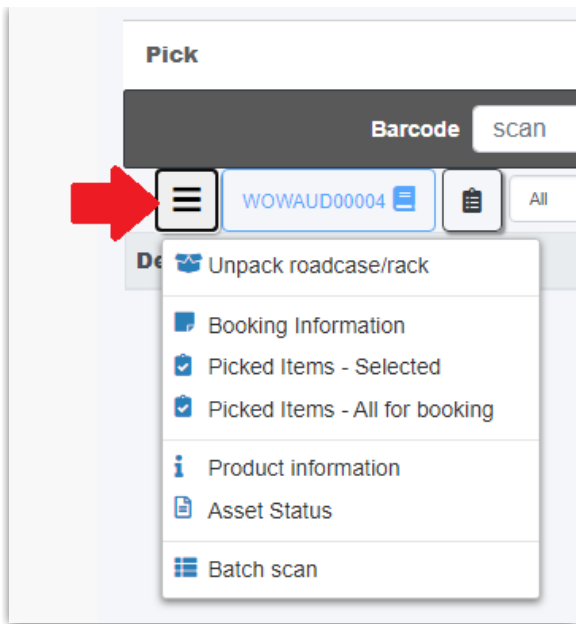 Pick
Barcode scan
WOWAUD00004 All
De
Unpack roadcase/rack
Booking Information
Picked Items - Selected
Picked Items - All for booking
Product information
Asset Status
Batch scan